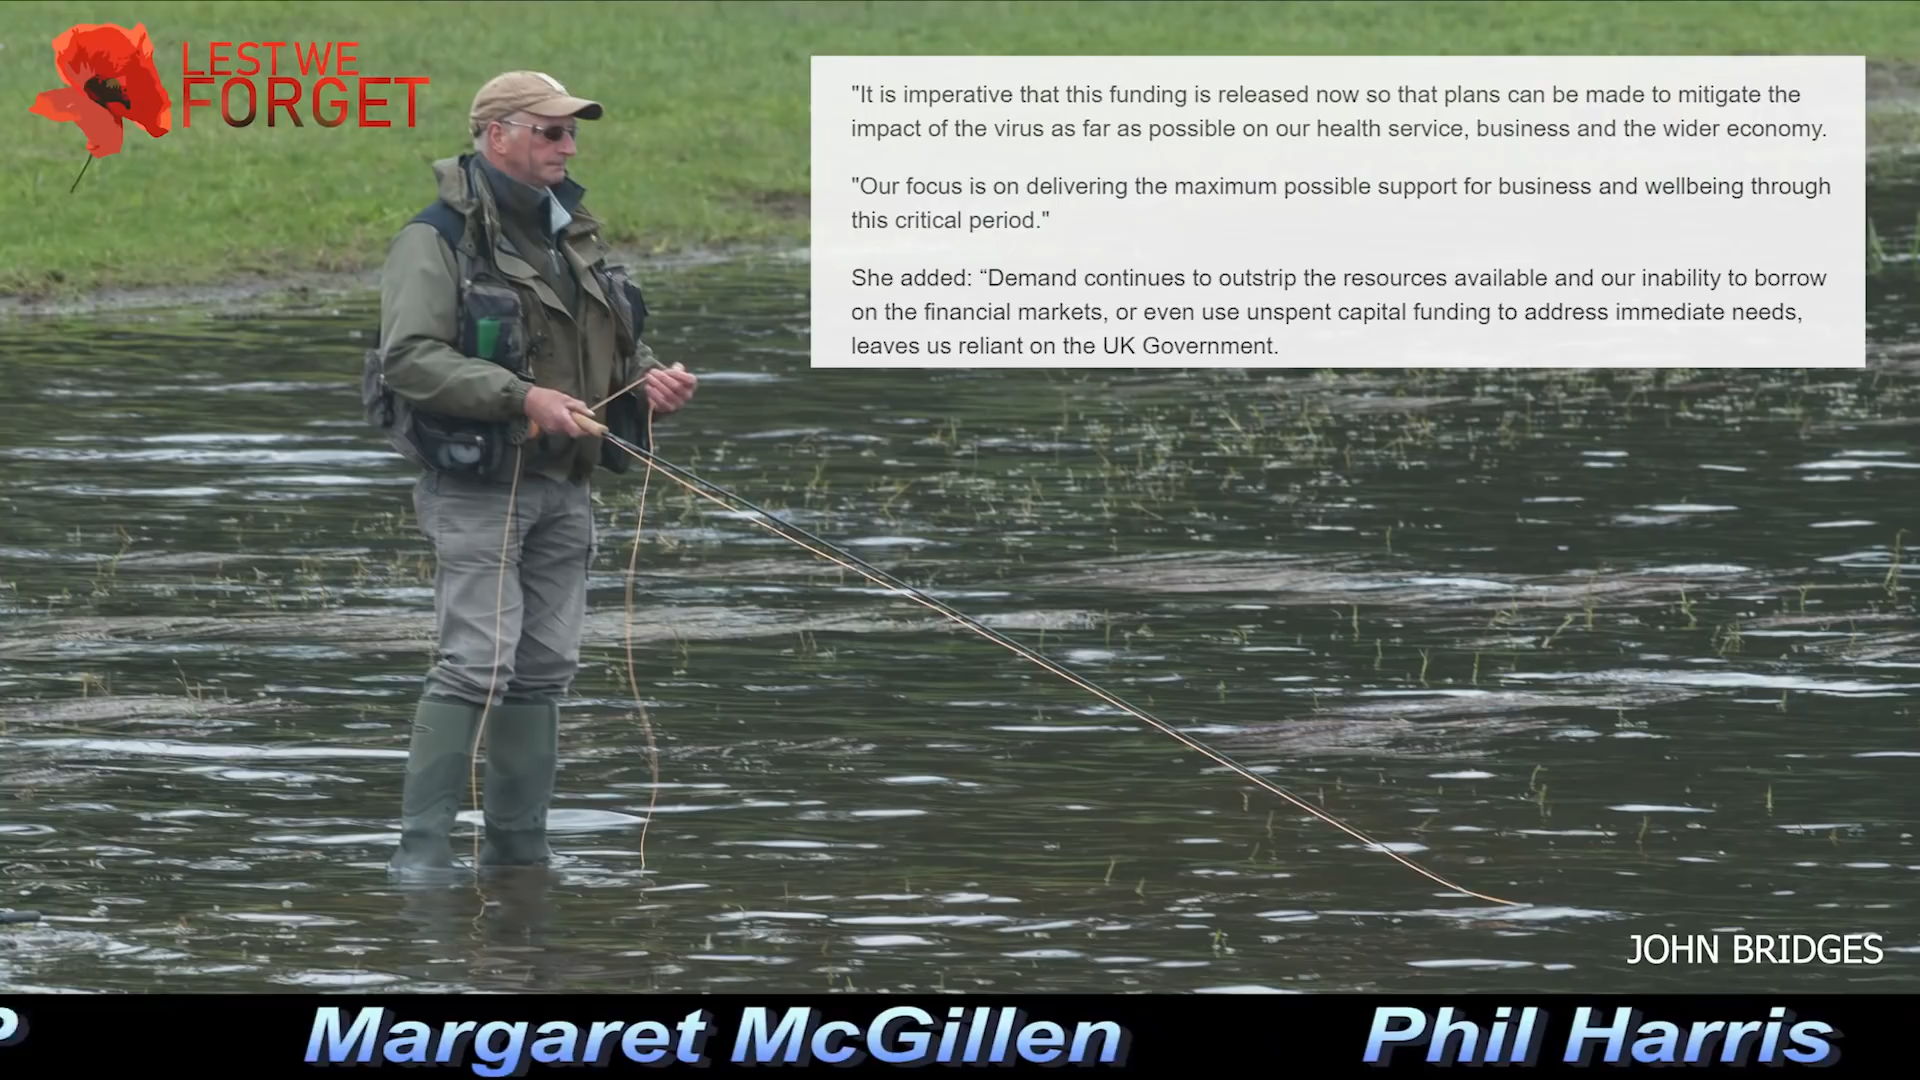 LEST WE
FORGET
"It is imperative that this funding is released now so that plans can be made to mitigate the
impact of the virus as far as possible on our health service, business and the wider economy.
"Our focus is on delivering the maximum possible support for business and wellbeing through
this critical period."
She added: “Demand continues to outstrip the resources available and our inability to borrow
on the financial markets, or even use unspent capital funding to address immediate needs,
leaves us reliant on the UK Government.
JOHN BRIDGES
Margaret McGillen Phil Harris